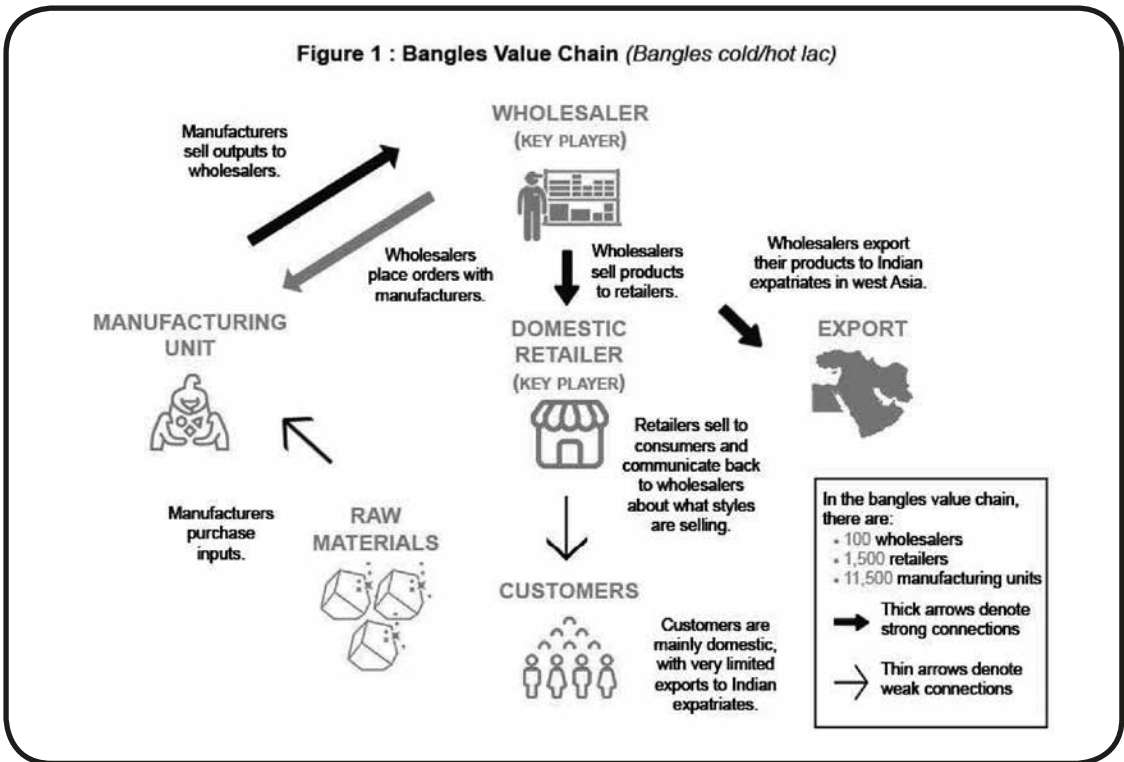 Figure 1 : Bangles Value Chain (Bangles cold/hot lac)
WHOLESALER
(KEY PLAYER)
Manufacturers
sell outputs to
wholesalers.
Wholesalers
place orders with
manufacturers.
Wholesalers
sell products
to retailers.
Wholesalers export
their products to Indian
expatriates in west Asia.
MANUFACTURING
UNIT
DOMESTIC
RETAILER
(KEY PLAYER)
EXPORT
Retailers sell to
consumers and
communicate back
to wholesalers
about what styles
are selling.
Manufacturers
purchase
inputs.
RAW
MATERIALS
CUSTOMERS
Customers are
mainly domestic,
with very limited
exports to Indian
expatriates.
In the bangles value chain,
there are:
• 100 wholesalers
• 1,500 retailers
• 11,500 manufacturing units
Thick arrows denote
strong connections
Thin arrows denote
weak connections